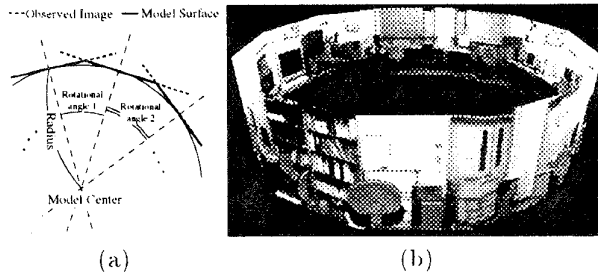 Observed Image Model Surface
Rotational
angle 1
Rotational
angle 2
Radius
Model Center
(a)
(b)